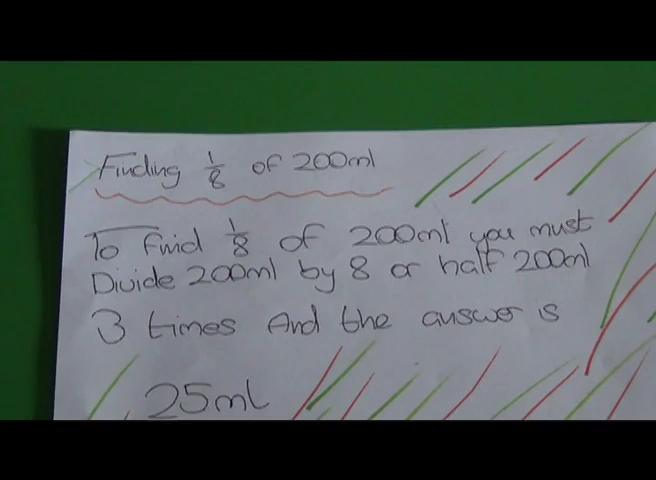 Finding 1/8 of 200ml
To find 1/8 of 200ml you must
Divide 200ml by 8 or half 200ml
3 times And the answer is
25ml